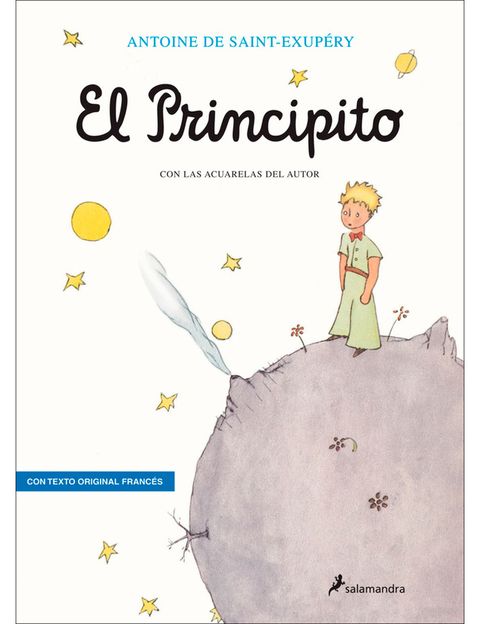 ANTOINE DE SAINT-EXUPÉRY
El Principito
CON LAS ACUARELAS DEL AUTOR
CON TEXTO ORIGINAL FRANCÉS
salamandra